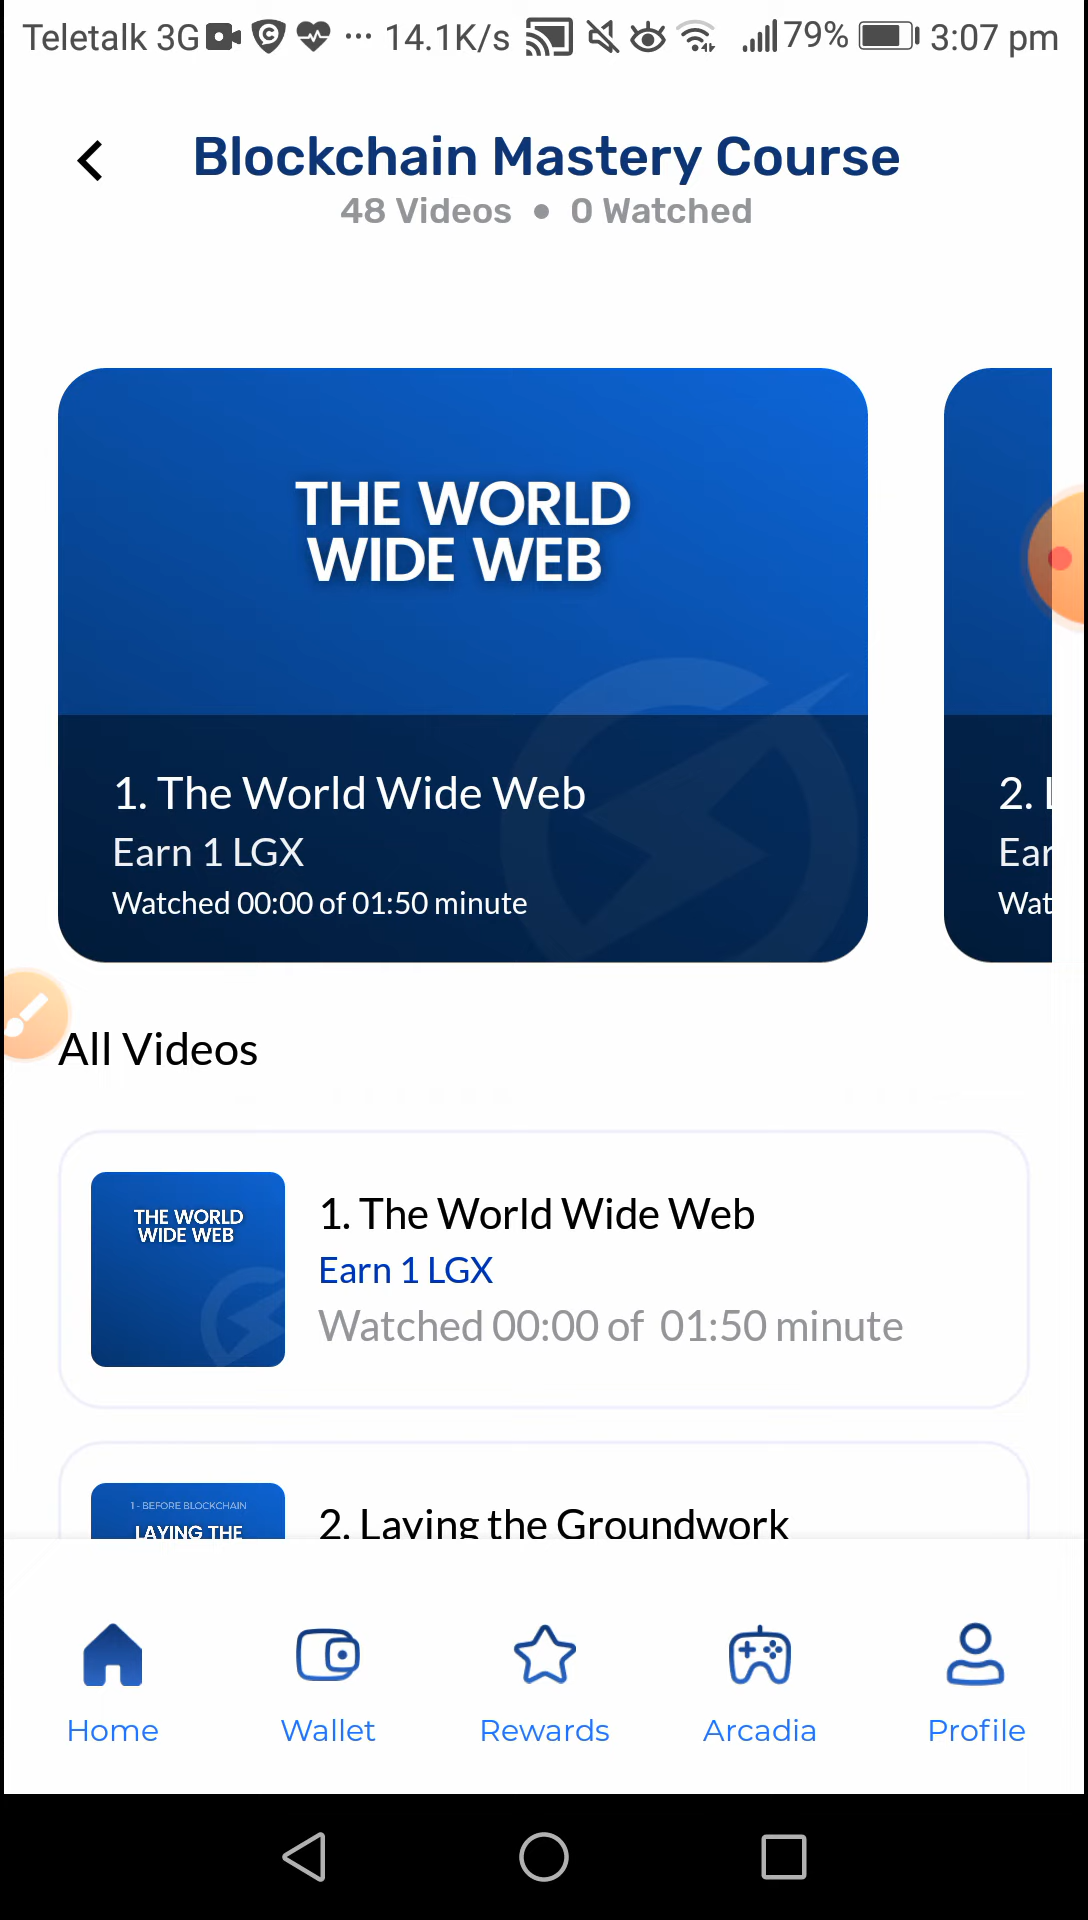 Teletalk 3G ··· 14.1K/s 79% 3:07 pm
Blockchain Mastery Course
48 Videos ● 0 Watched
THE WORLD
WIDE WEB
1. The World Wide Web
Earn 1 LGX
Watched 00:00 of 01:50 minute
2.
Ear
Wat
All Videos
THE WORLD
WIDE WEB
1. The World Wide Web
Earn 1 LGX
Watched 00:00 of 01:50 minute
1 - BEFORE BLOCKCHAIN
LAYING THE
2. Laying the Groundwork
Home
Wallet
Rewards
Arcadia
Profile